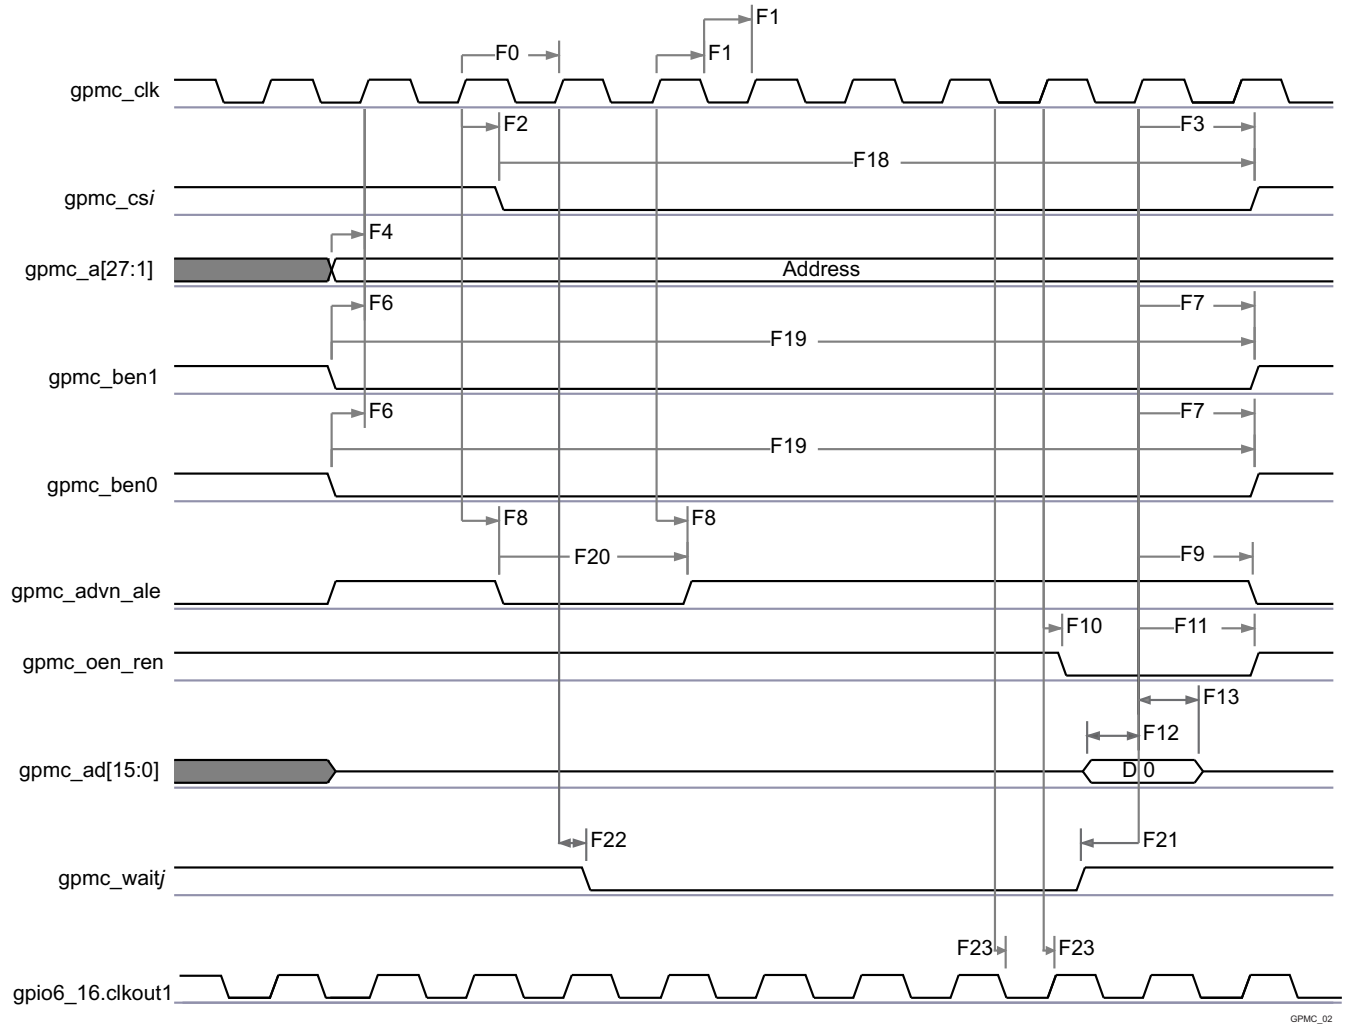 F1
F0
F1
gpmc_clk
F2
F3
F18
gpmc_csi
F4
gpmc_a[27:1]
Address
F6
F7
F19
gpmc_ben1
F6
F7
F19
gpmc_ben0
F8
F8
F20
F9
gpmc_advn_ale
F10
F11
gpmc_oen_ren
F13
F12
gpmc_ad[15:0]
D 0
F22
F21
gpmc_waitj
F23
F23
gpio6_16.clkout1
GPMC_02